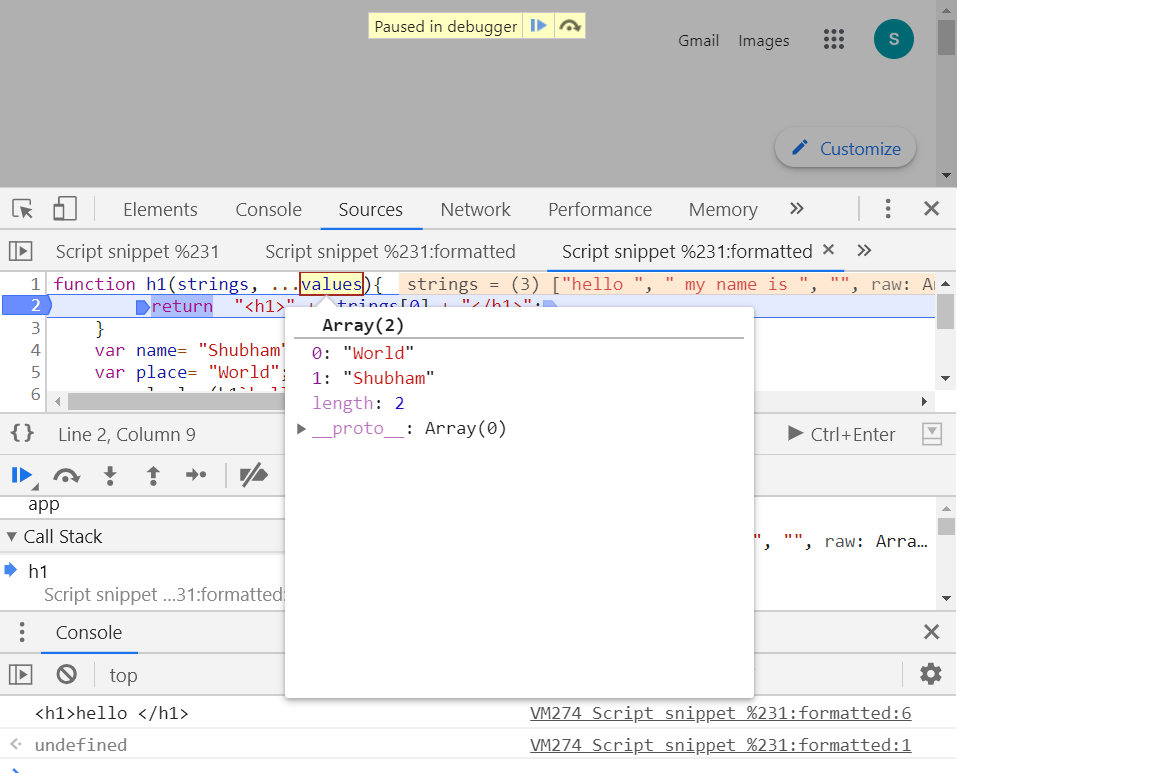 Paused in debugger
Gmail Images S
Customize
Elements Console Sources Network Performance Memory »
Script snippet %231 Script snippet %231:formatted Script snippet %231:formatted × »
1 function h1(strings, ...values){ strings = (3) ["hello ", " my name is ", "", raw: Ar
2 return "<h1>" + strings[0] + "</h1>";
3 }
4 var name= "Shubham"
5 var place= "World";
6
Array(2)
0: "World"
1: "Shubham"
length: 2
__proto__: Array(0)
{} Line 2, Column 9 Ctrl+Enter
app
Call Stack
", "", raw: Arra…
h1
Script snippet …31:formatted:
Console
top
<h1>hello </h1> VM274 Script snippet %231:formatted:6
undefined VM274 Script snippet %231:formatted:1